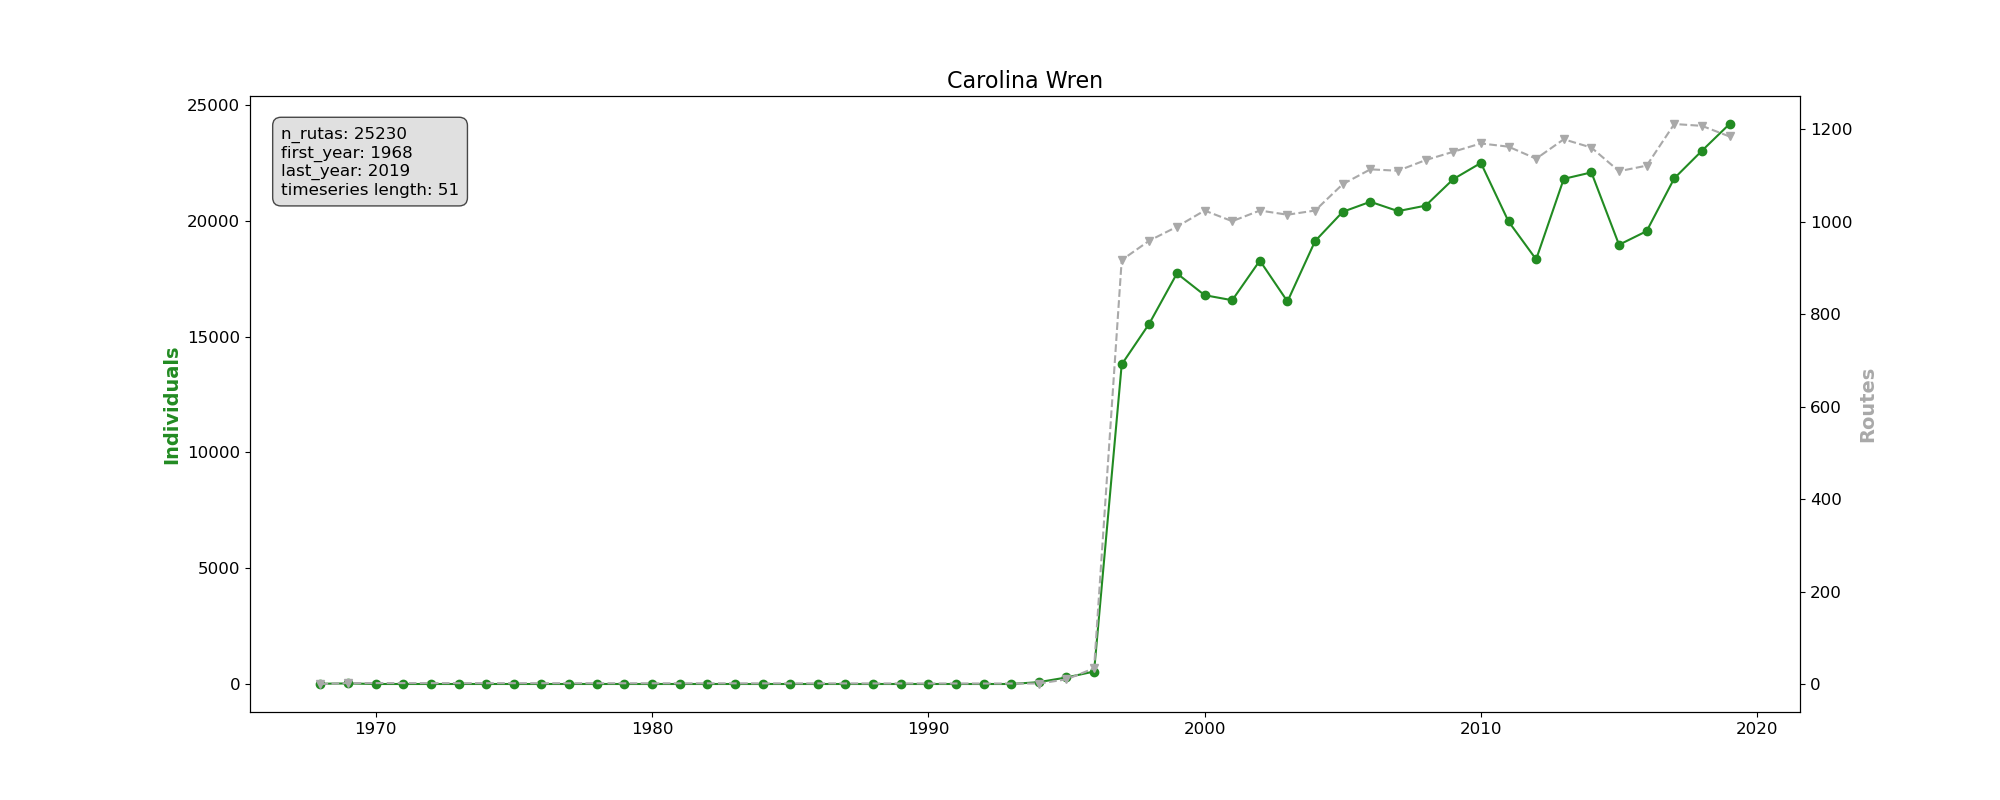 Carolina Wren
n_rutas: 25230
first_year: 1968
last_year: 2019
timeseries length: 51
Individuals
25000
20000
15000
10000
5000
0
Routes
1200
1000
800
600
400
200
0
1970
1980
1990
2000
2010
2020